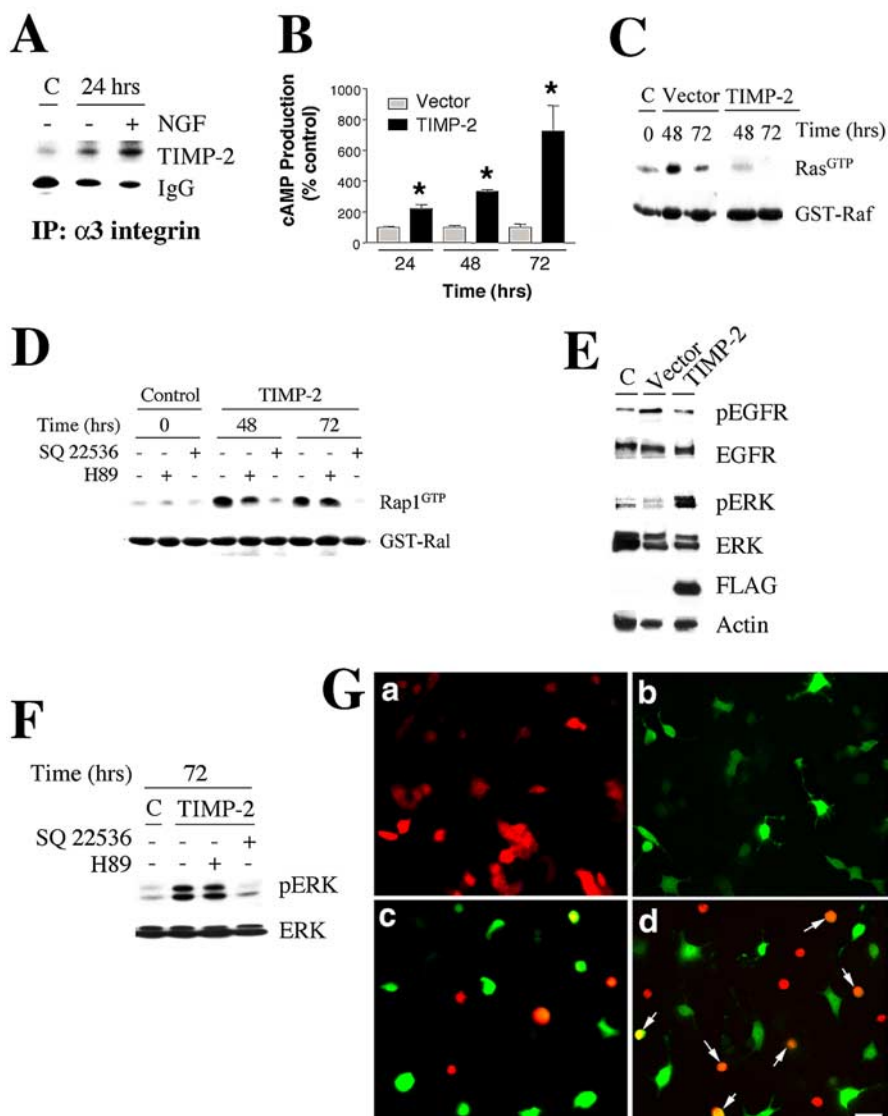 A
C 24 hrs
- - + NGF
TIMP-2
IgG
IP: α3 integrin
B
cAMP Production
(% control)
1000
800
600
400
200
0
Vector
TIMP-2
* * *
24 48 72
Time (hrs)
C
C Vector TIMP-2
0 48 72 48 72 Time (hrs)
Ras^GTP
GST-Raf
D
Control TIMP-2
Time (hrs) 0 48 72
SQ 22536 - - + - - + - - +
H89 - + - - + - - + -
Rap1^GTP
GST-Ral
E
C Vector TIMP-2
pEGFR
EGFR
pERK
ERK
FLAG
Actin
F
Time (hrs) 72
C TIMP-2
SQ 22536 - - - +
H89 - - + -
pERK
ERK
G
a
b
c
d